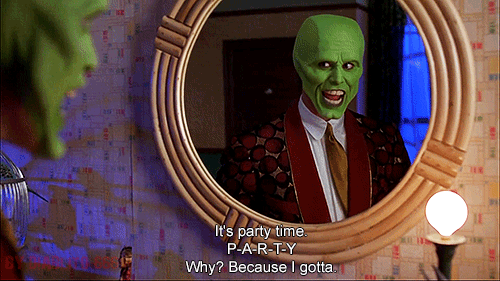 It's party time.
P-A-R-T-Y
Why? Because I gotta.